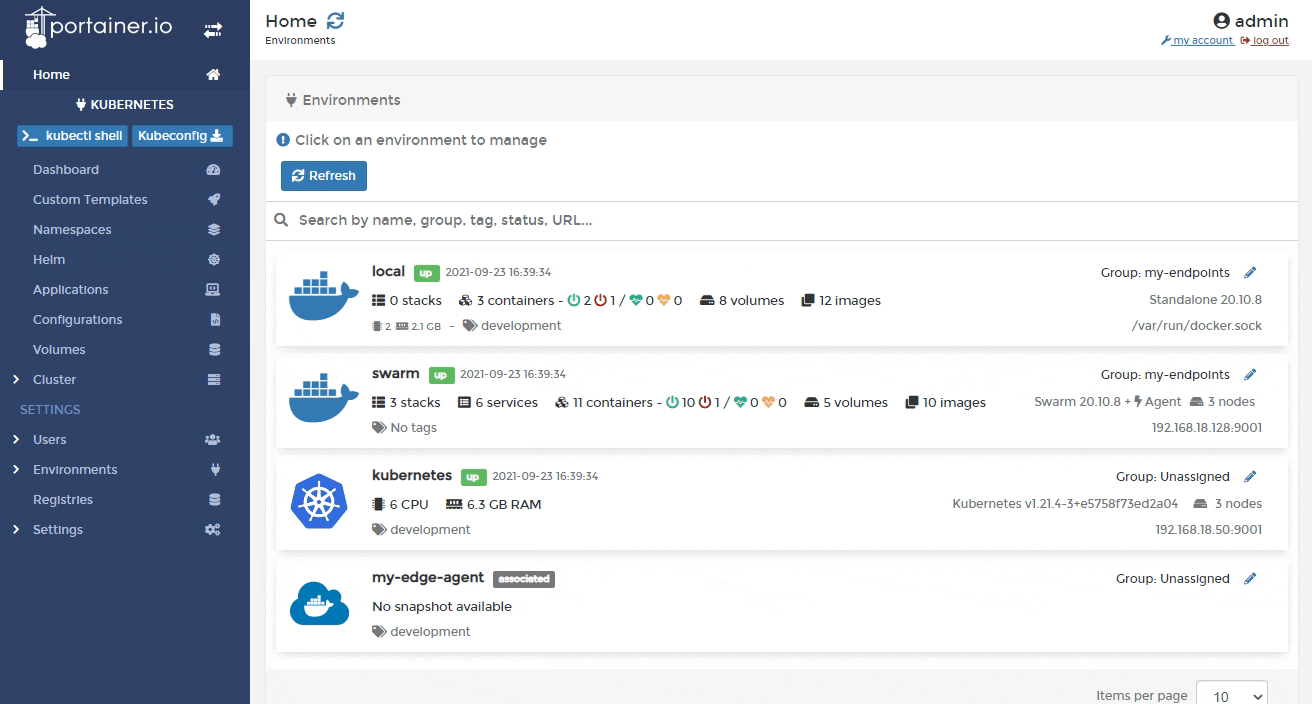 portainer.io
Home
KUBERNETES
kubectl shell Kubeconfig
Dashboard
Custom Templates
Namespaces
Helm
Applications
Configurations
Volumes
Cluster
SETTINGS
Users
Environments
Registries
Settings
Home
Environments
admin
my account log out
Environments
Click on an environment to manage
Refresh
Search by name, group, tag, status, URL...
local up 2021-09-23 16:39:34 Group: my-endpoints
0 stacks 3 containers - 2 1 / 0 0 8 volumes 12 images Standalone 20.10.8
2 2.1 GB - development /var/run/docker.sock
swarm up 2021-09-23 16:39:34 Group: my-endpoints
3 stacks 6 services 11 containers - 10 1 / 0 0 5 volumes 10 images Swarm 20.10.8 + Agent 3 nodes
No tags 192.168.18.128:9001
kubernetes up 2021-09-23 16:39:34 Group: Unassigned
6 CPU 6.3 GB RAM Kubernetes v1.21.4-3+e5758f73ed2a04 3 nodes
development 192.168.18.50:9001
my-edge-agent associated Group: Unassigned
No snapshot available
development
Items per page 10